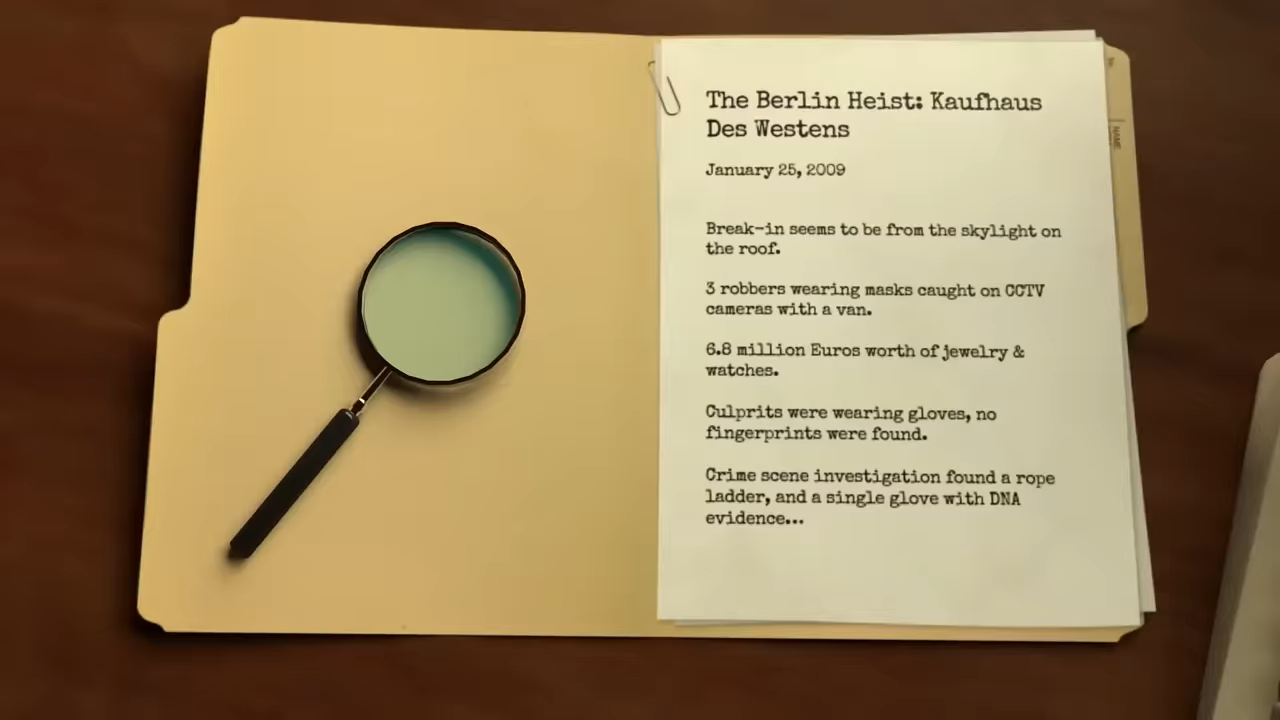 The Berlin Heist: Kaufhaus
Des Westens
January 25, 2009
Break-in seems to be from the skylight on
the roof.
3 robbers wearing masks caught on CCTV
cameras with a van.
6.8 million Euros worth of jewelry &
watches.
Culprits were wearing gloves, no
fingerprints were found.
Crime scene investigation found a rope
ladder, and a single glove with DNA
evidence...
NAME